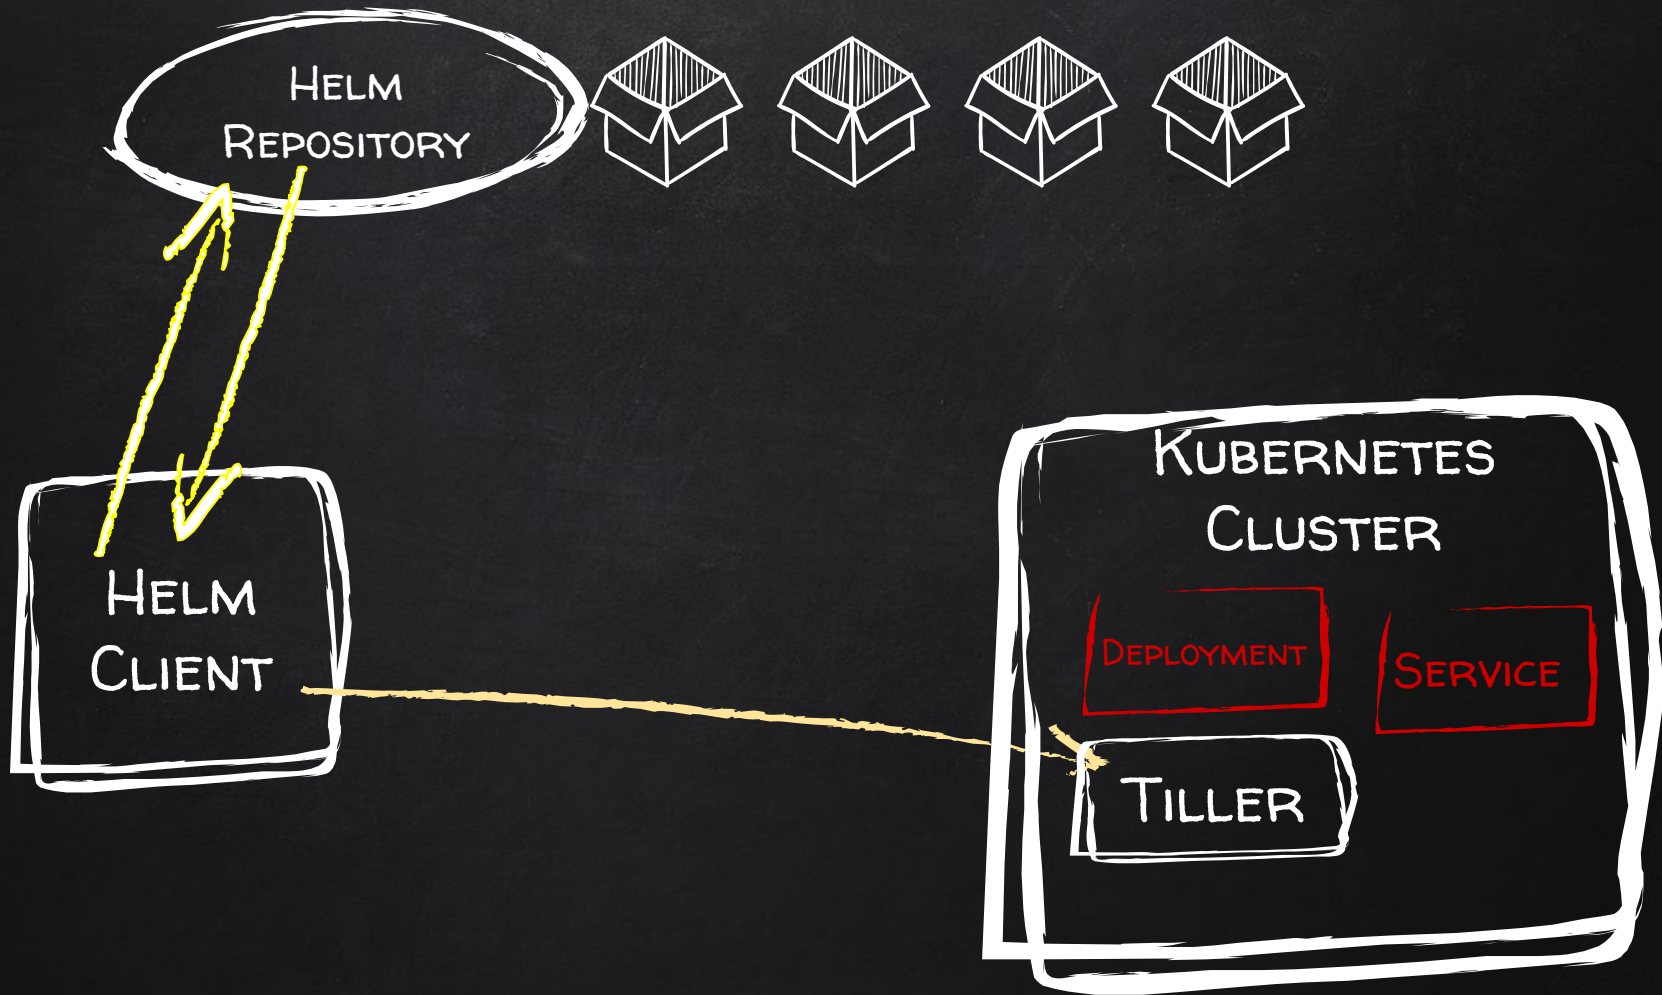 Helm
Repository
Kubernetes
Cluster
Helm
Client
Deployment
Service
Tiller